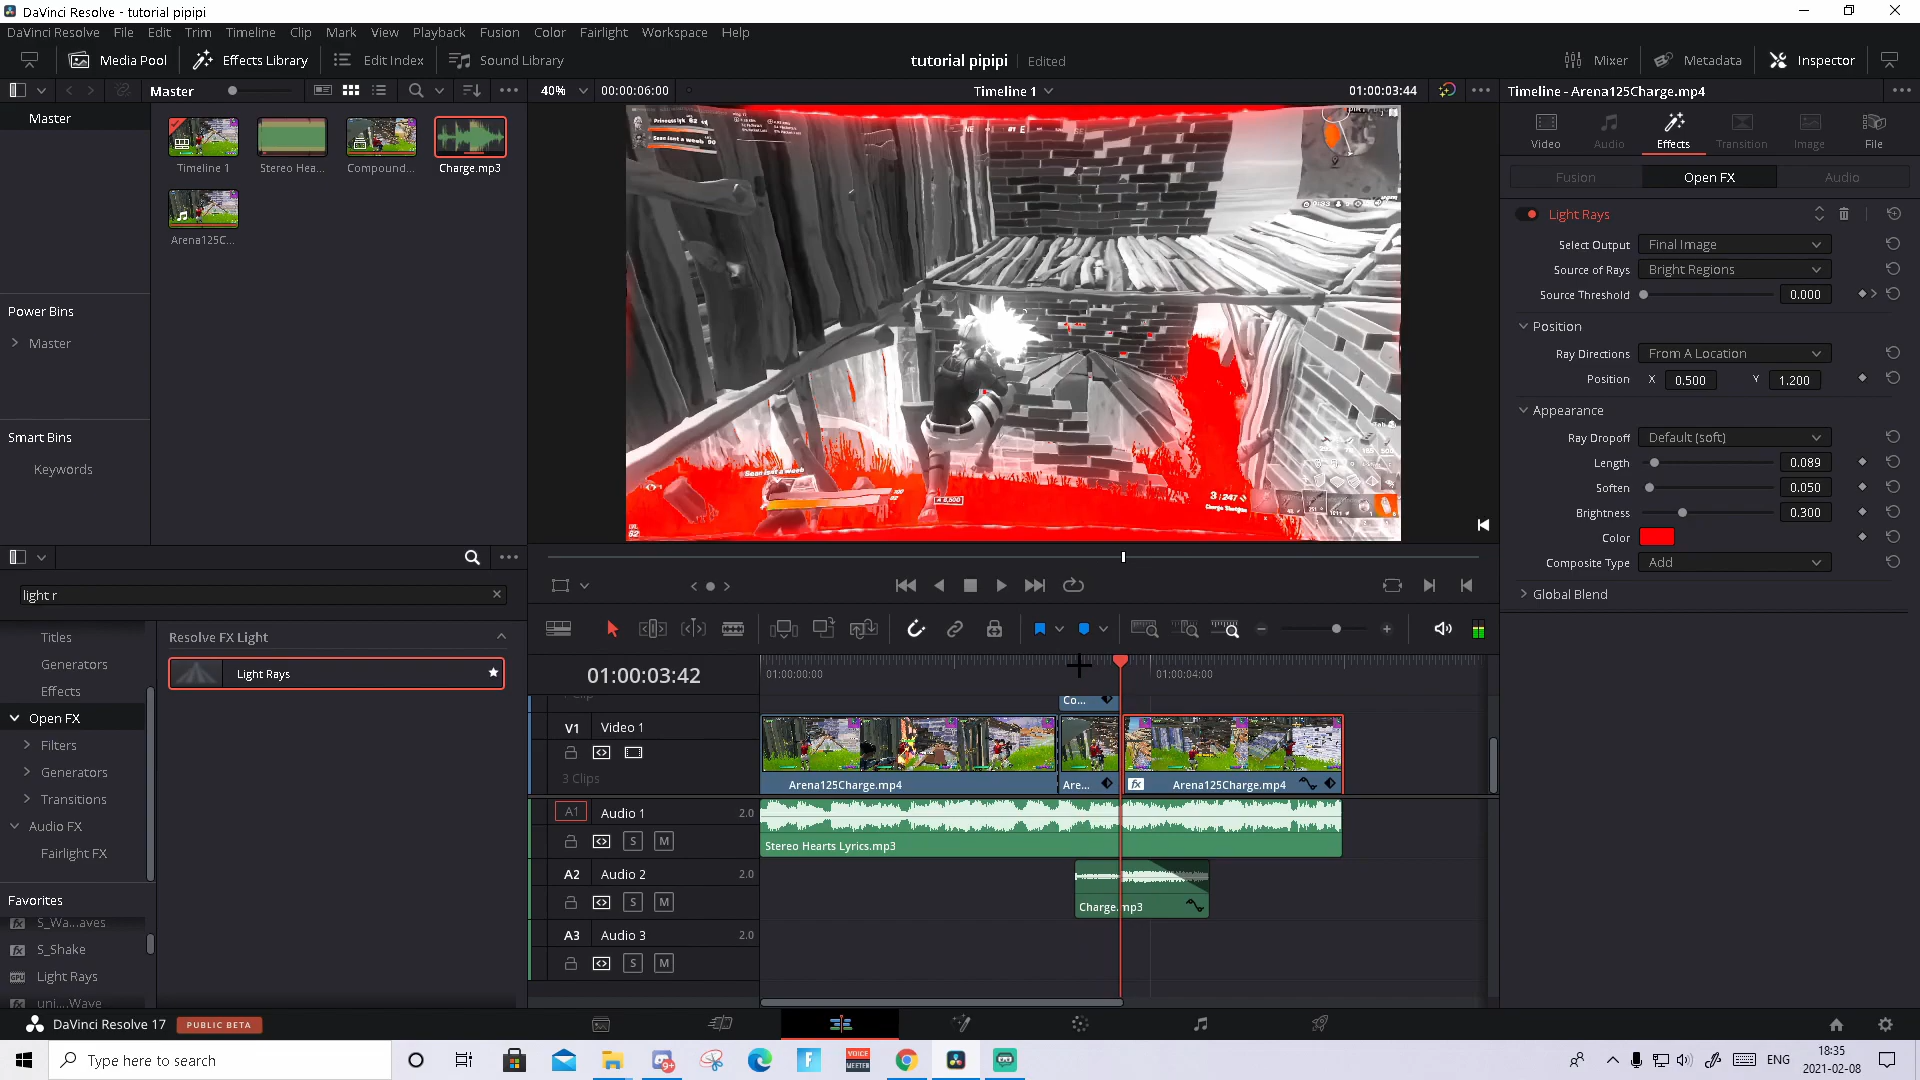 DaVinci Resolve - tutorial pipipi
DaVinci Resolve File Edit Trim Timeline Clip Mark View Playback Fusion Color Fairlight Workspace Help
Media Pool Effects Library Edit Index Sound Library tutorial pipipi Edited Mixer Metadata Inspector
Master 40% 00:00:06:00 Timeline 1 01:00:03:44 Timeline - Arena125Charge.mp4
Master
Timeline 1 Stereo Hea... Compound... Charge.mp3
Arena125C...
Power Bins
Master
Smart Bins
Keywords
Video Audio Effects Transition Image File
Fusion Open FX Audio
Light Rays
Select Output Final Image
Source of Rays Bright Regions
Source Threshold 0.000
Position
Ray Directions From A Location
Position X 0.500 Y 1.200
Appearance
Ray Dropoff Default (soft)
Length 0.089
Soften 0.050
Brightness 0.300
Color
Composite Type Add
Global Blend
3/247
light r
Titles
Generators
Effects
Open FX
Filters
Generators
Transitions
Audio FX
Fairlight FX
Favorites
S_Wa...aves
S_Shake
Light Rays
uni....Wave
Resolve FX Light
Light Rays
01:00:03:42 01:00:00:00 01:00:04:00
Co...
V1 Video 1
3 Clips
Arena125Charge.mp4 Are... fx Arena125Charge.mp4
A1 Audio 1 2.0
S M
Stereo Hearts Lyrics.mp3
A2 Audio 2 2.0
S M
Charge.mp3
A3 Audio 3 2.0
S M
DaVinci Resolve 17 PUBLIC BETA
Type here to search
9+
VOICE
MEETER
ENG
18:35
2021-02-08